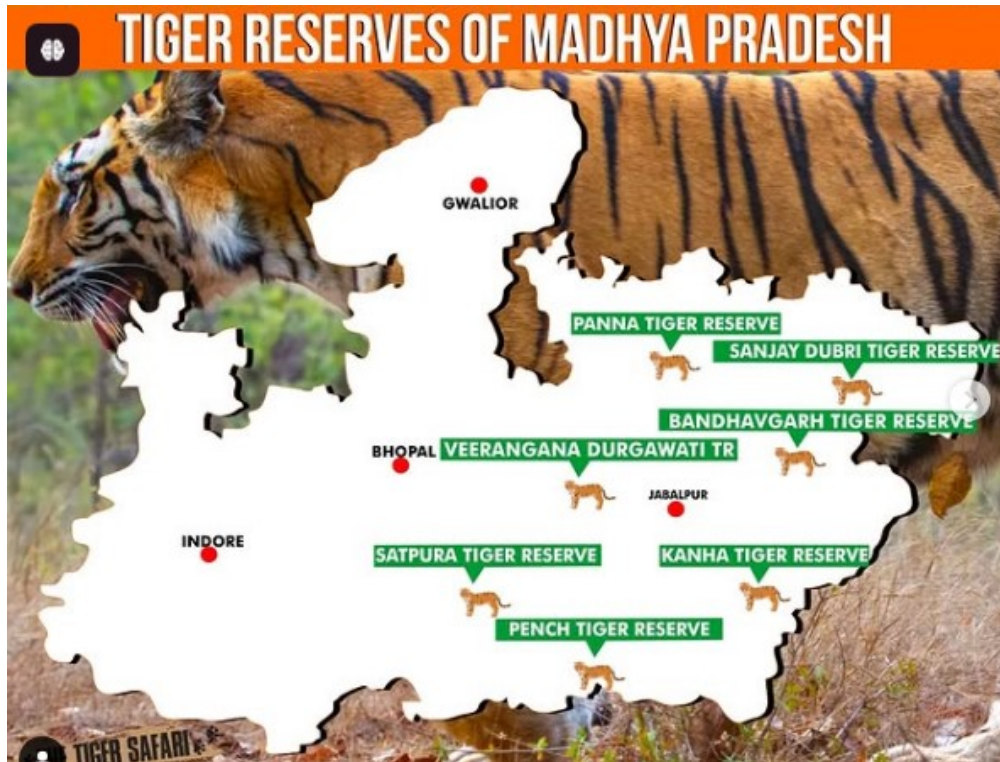 TIGER RESERVES OF MADHYA PRADESH
GWALIOR
PANNA TIGER RESERVE
SANJAY DUBRI TIGER RESERVE
BANDHAVGARH TIGER RESERVE
BHOPAL
VEERANGANA DURGAWATI TR
JABALPUR
INDORE
SATPURA TIGER RESERVE
KANHA TIGER RESERVE
PENCH TIGER RESERVE
TIGER SAFARI